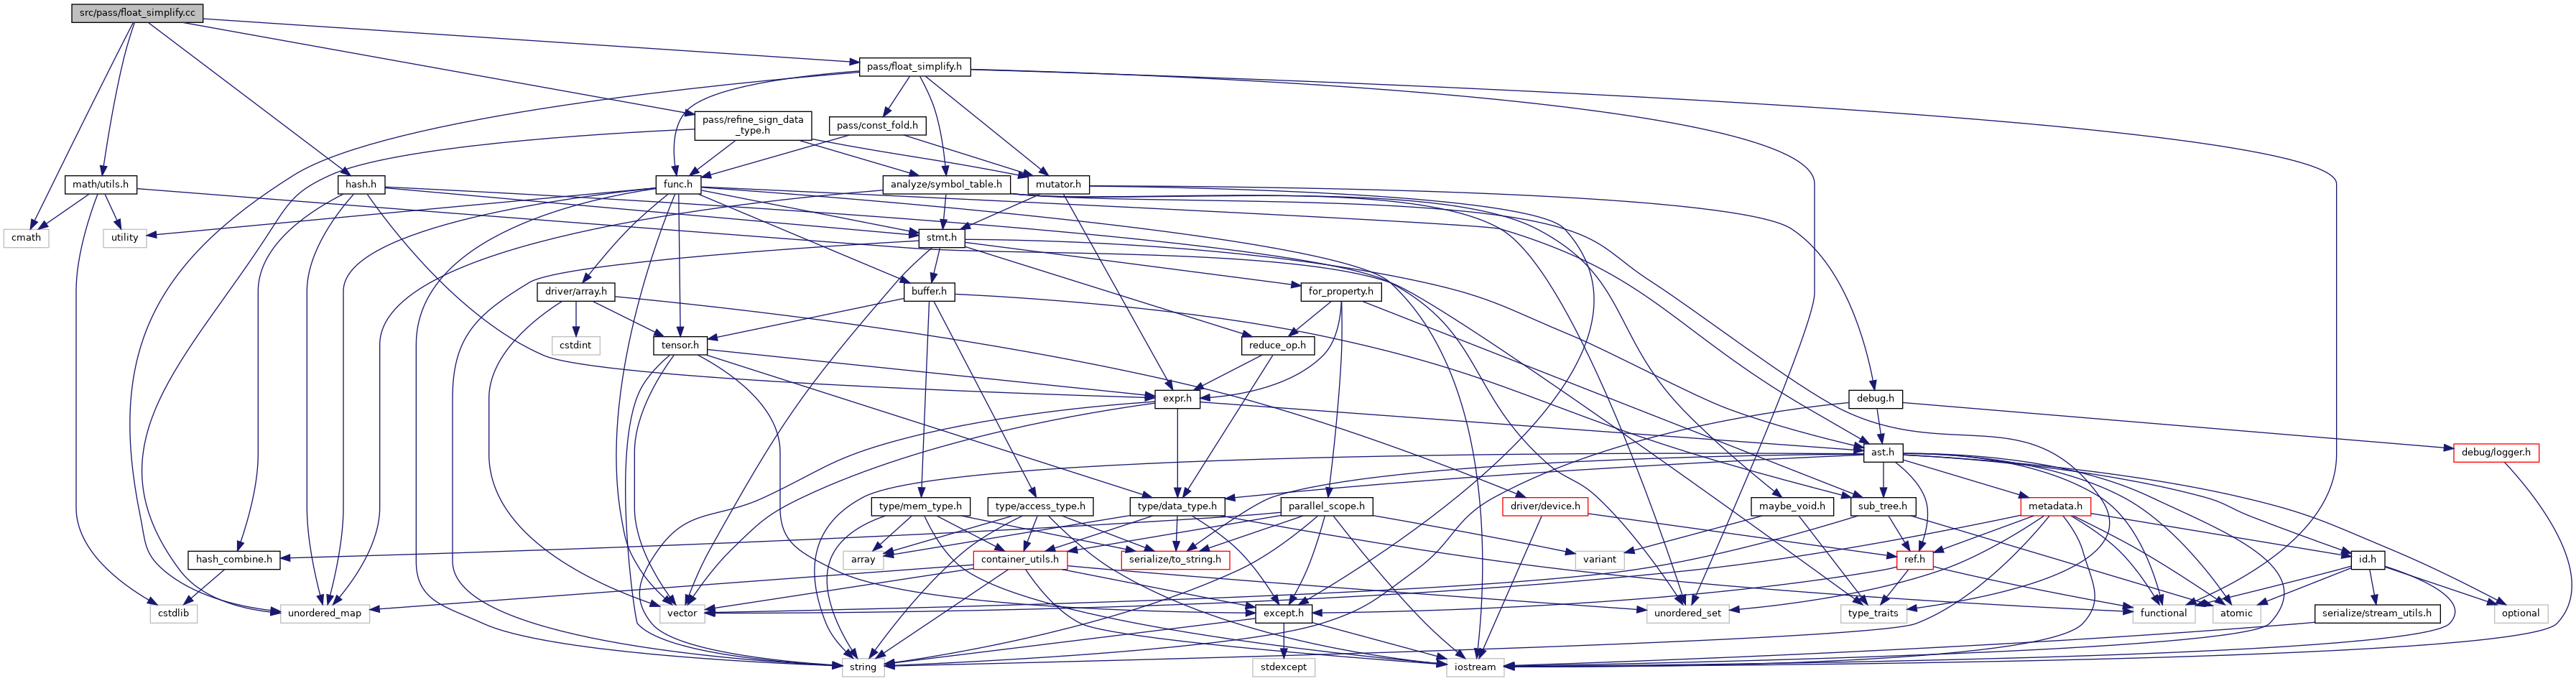 src/pass/float_simplify.cc
pass/float_simplify.h
pass/refine_sign_data
_type.h
pass/const_fold.h
math/utils.h
hash.h
func.h
analyze/symbol_table.h
mutator.h
cmath
utility
stmt.h
driver/array.h
buffer.h
for_property.h
cstdint
tensor.h
reduce_op.h
expr.h
debug.h
ast.h
debug/logger.h
type/mem_type.h
type/access_type.h
type/data_type.h
parallel_scope.h
driver/device.h
maybe_void.h
sub_tree.h
metadata.h
hash_combine.h
array
container_utils.h
serialize/to_string.h
variant
ref.h
id.h
cstdlib
unordered_map
vector
except.h
unordered_set
type_traits
functional
atomic
serialize/stream_utils.h
optional
string
stdexcept
iostream